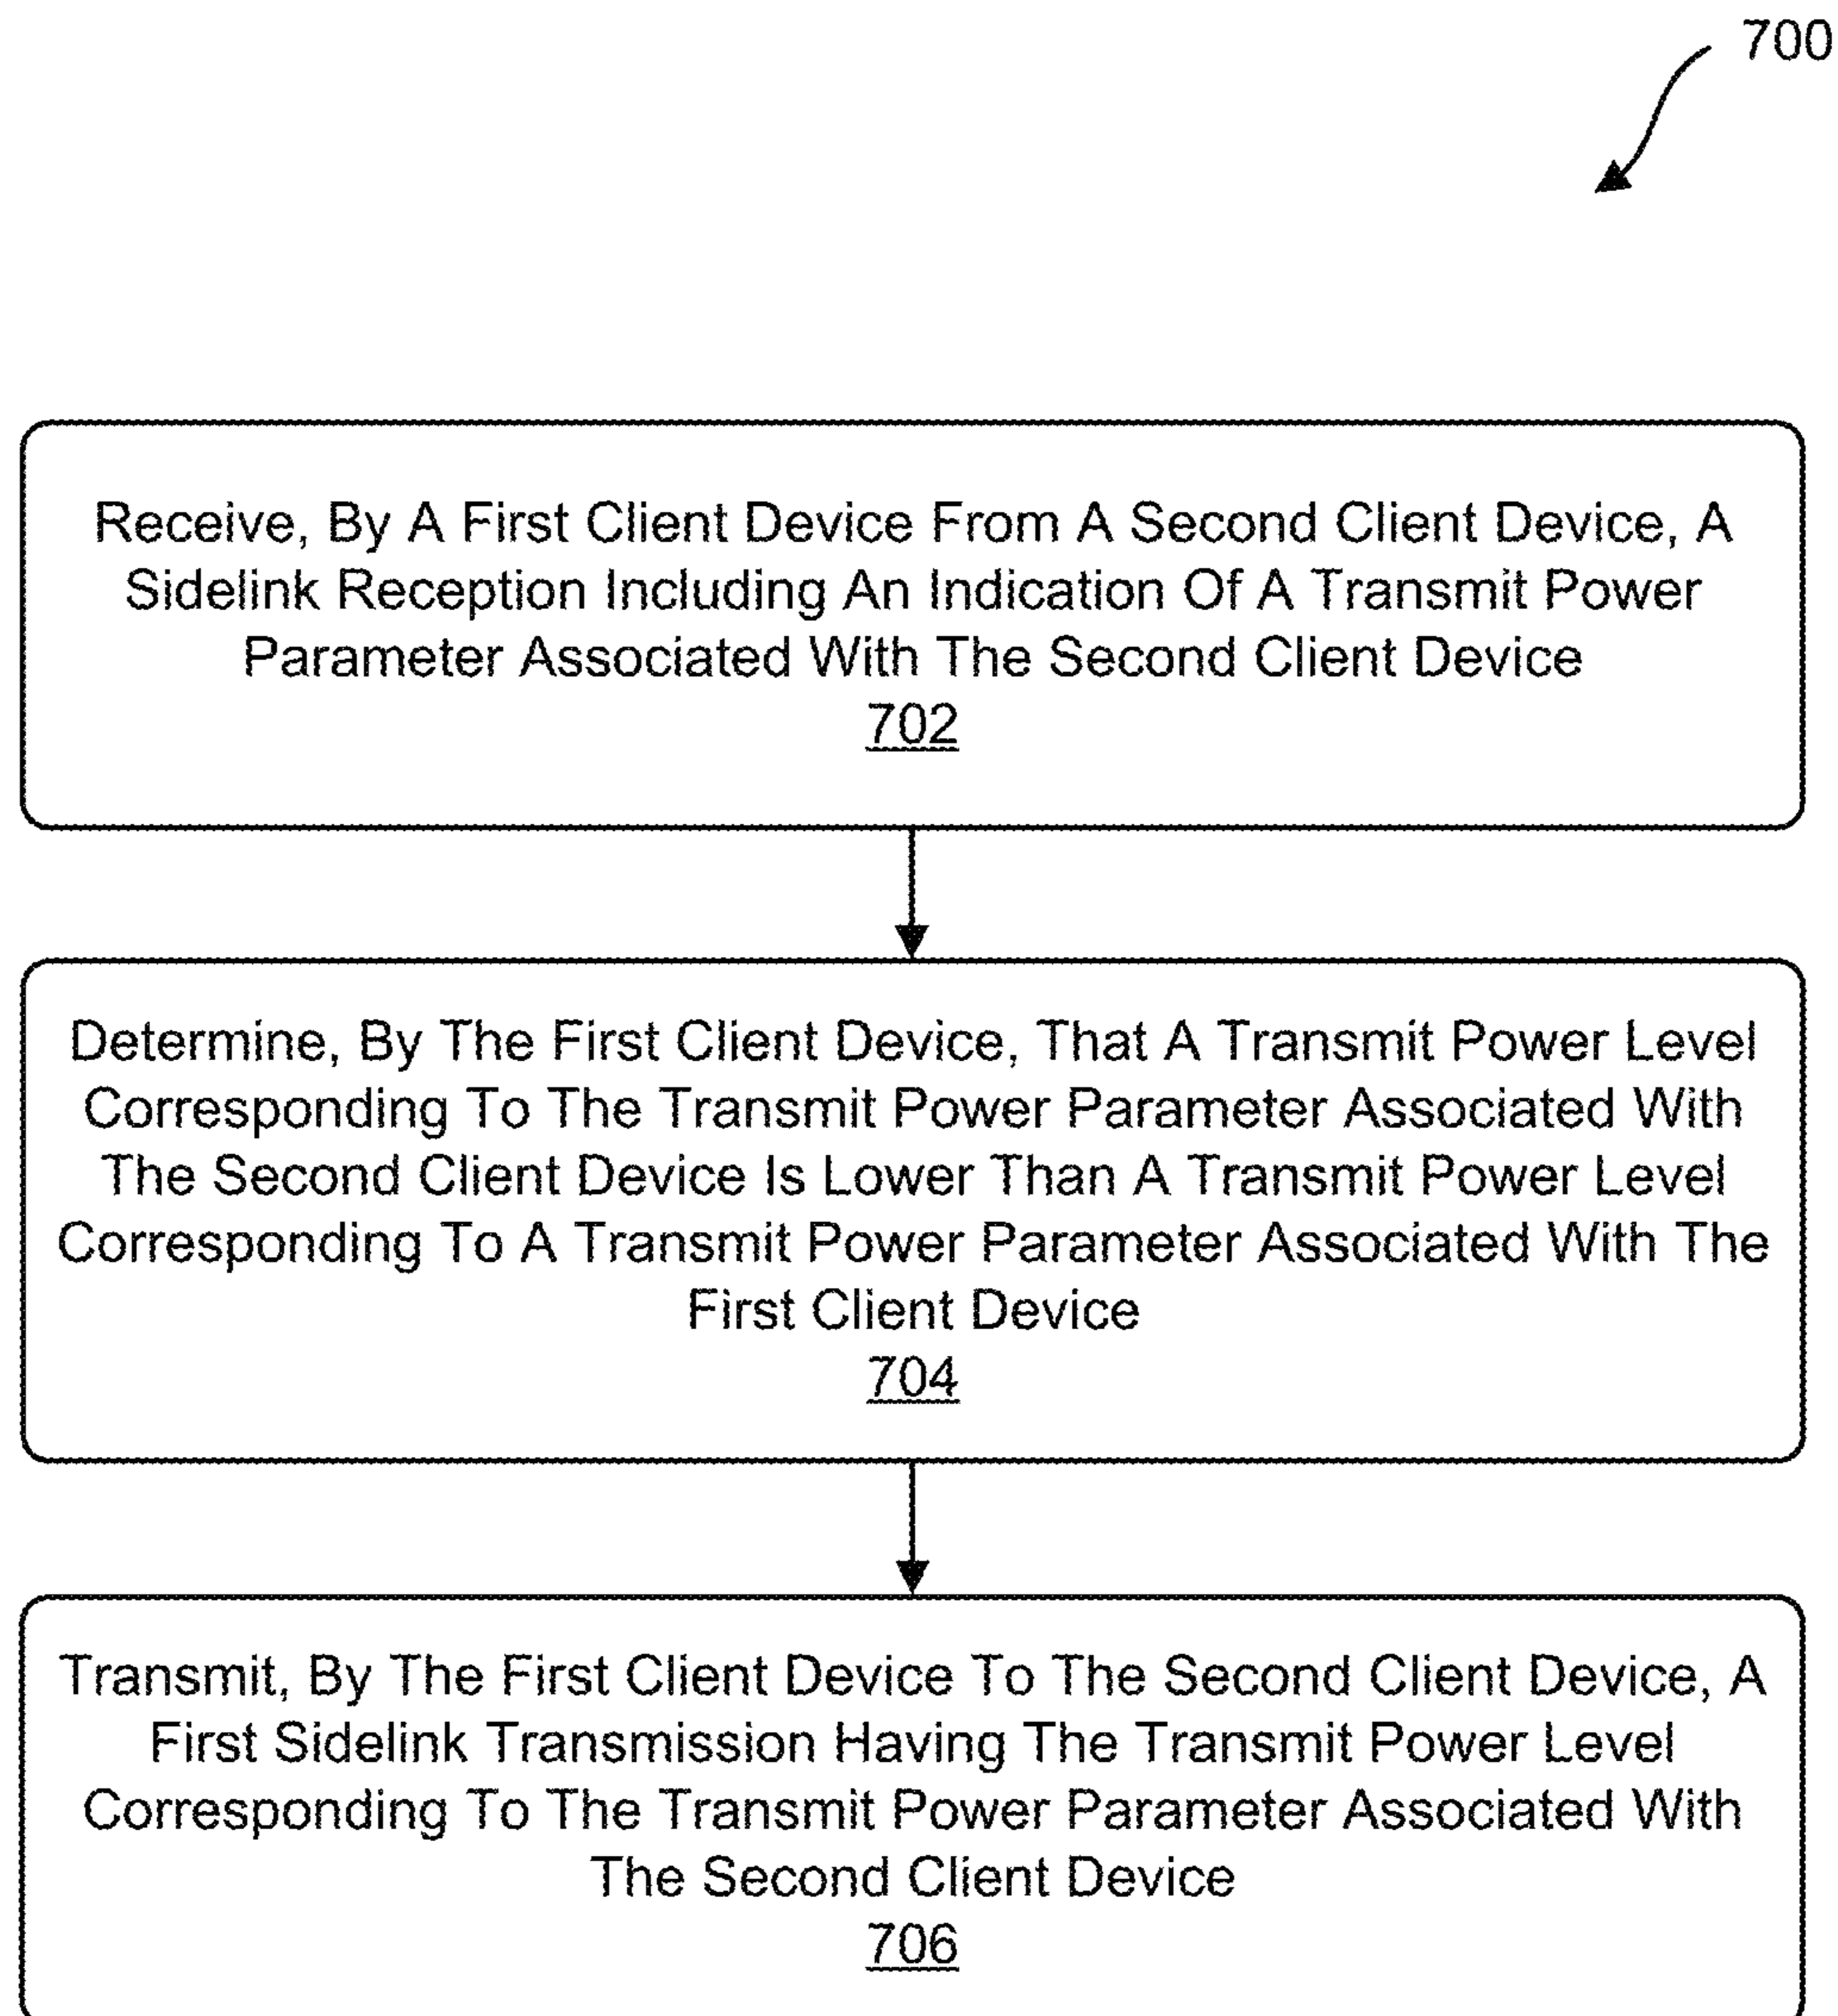 700
Receive, By A First Client Device From A Second Client Device, A
Sidelink Reception Including An Indication Of A Transmit Power
Parameter Associated With The Second Client Device
702
Determine, By The First Client Device, That A Transmit Power Level
Corresponding To The Transmit Power Parameter Associated With
The Second Client Device Is Lower Than A Transmit Power Level
Corresponding To A Transmit Power Parameter Associated With The
First Client Device
704
Transmit, By The First Client Device To The Second Client Device, A
First Sidelink Transmission Having The Transmit Power Level
Corresponding To The Transmit Power Parameter Associated With
The Second Client Device
706